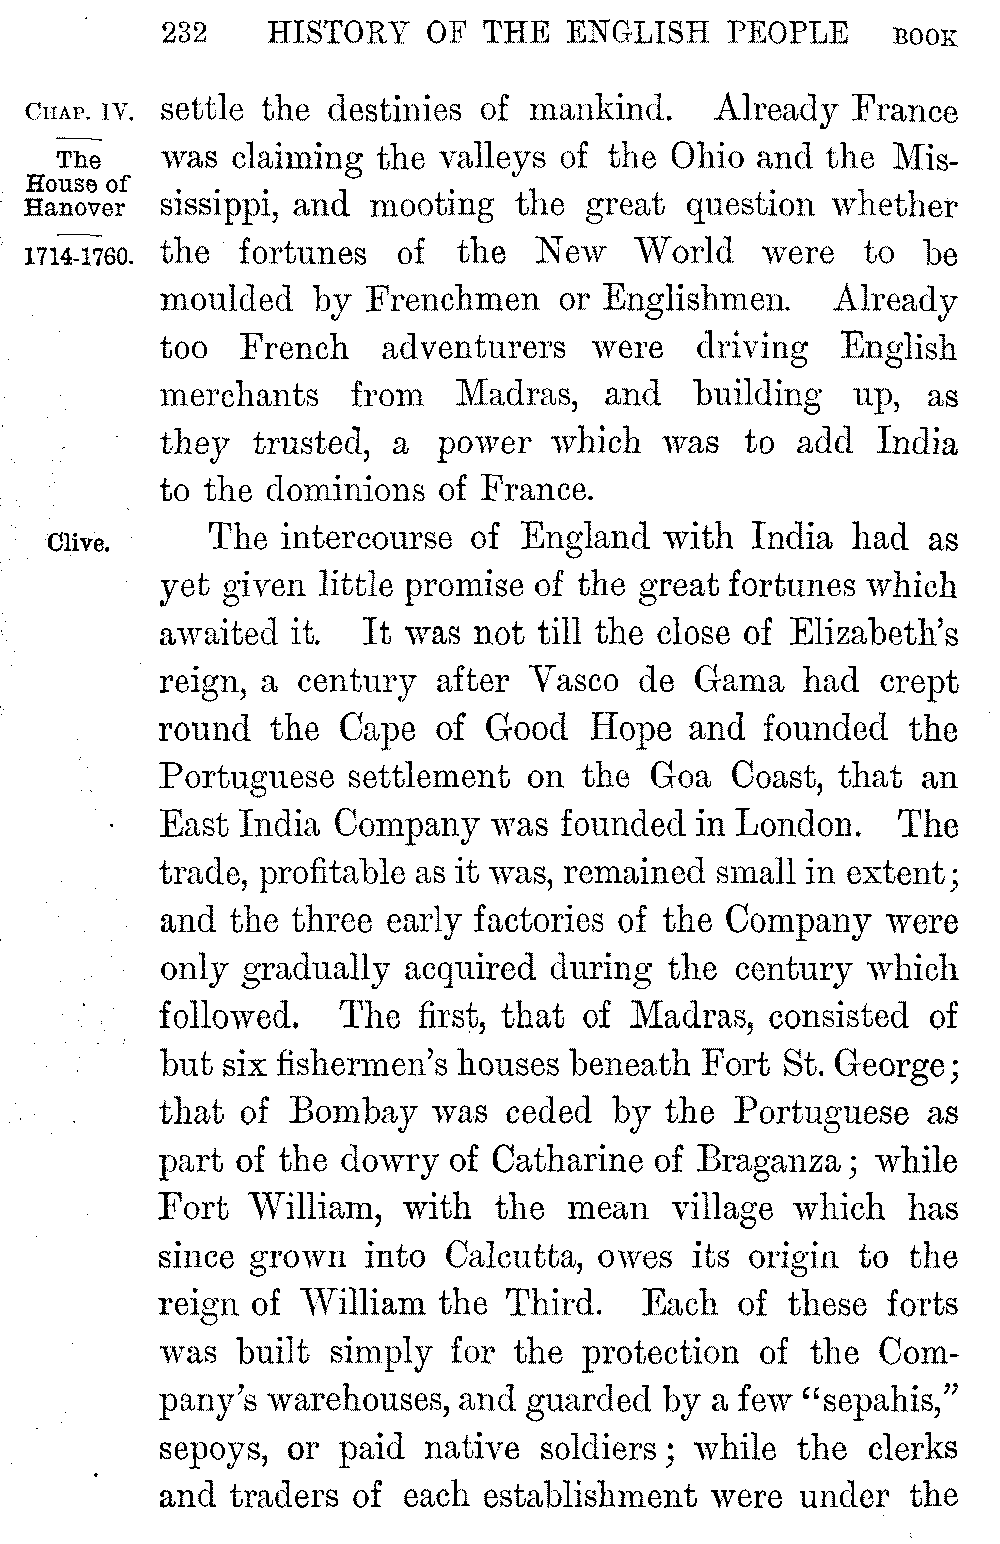 232 HISTORY OF THE ENGLISH PEOPLE BOOK
CHAP. IV.
The
House of
Hanover
1714-1760.
settle the destinies of mankind. Already France
was claiming the valleys of the Ohio and the Mis-
sissippi, and mooting the great question whether
the fortunes of the New World were to be
moulded by Frenchmen or Englishmen. Already
too French adventurers were driving English
merchants from Madras, and building up, as
they trusted, a power which was to add India
to the dominions of France.
Clive.
The intercourse of England with India had as
yet given little promise of the great fortunes which
awaited it. It was not till the close of Elizabeth's
reign, a century after Vasco de Gama had crept
round the Cape of Good Hope and founded the
Portuguese settlement on the Goa Coast, that an
East India Company was founded in London. The
trade, profitable as it was, remained small in extent;
and the three early factories of the Company were
only gradually acquired during the century which
followed. The first, that of Madras, consisted of
but six fishermen's houses beneath Fort St. George;
that of Bombay was ceded by the Portuguese as
part of the dowry of Catharine of Braganza; while
Fort William, with the mean village which has
since grown into Calcutta, owes its origin to the
reign of William the Third. Each of these forts
was built simply for the protection of the Com-
pany's warehouses, and guarded by a few “sepahis,”
sepoys, or paid native soldiers; while the clerks
and traders of each establishment were under the